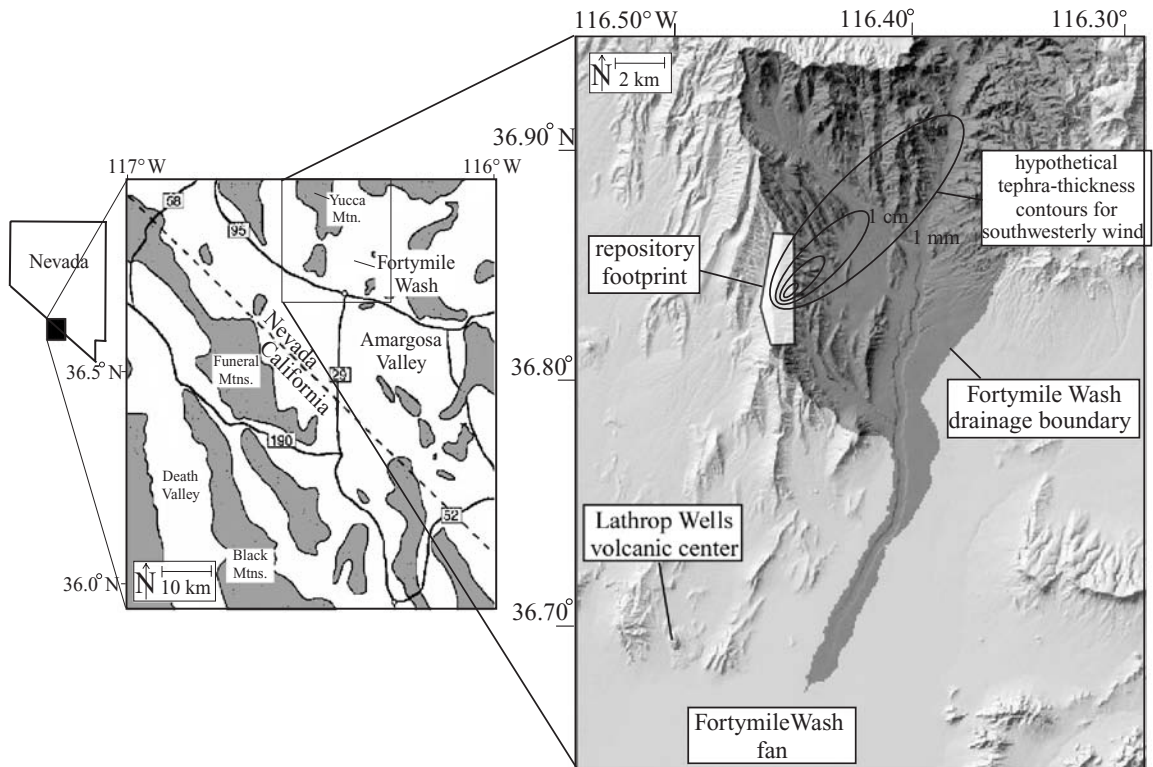 117° W
116° W
68
95
Yucca
Mtn.
Nevada
Fortymile
Wash
36.5° N
Nevada
California
Amargosa
Valley
Funeral
Mtns.
29
190
Death
Valley
52
Black
Mtns.
36.0° N
N
10 km
116.50° W
116.40°
116.30°
N
2 km
36.90° N
hypothetical
tephra-thickness
contours for
southwesterly wind
1 cm
1 mm
repository
footprint
36.80°
Fortymile Wash
drainage boundary
Lathrop Wells
volcanic center
36.70°
Fortymile Wash
fan